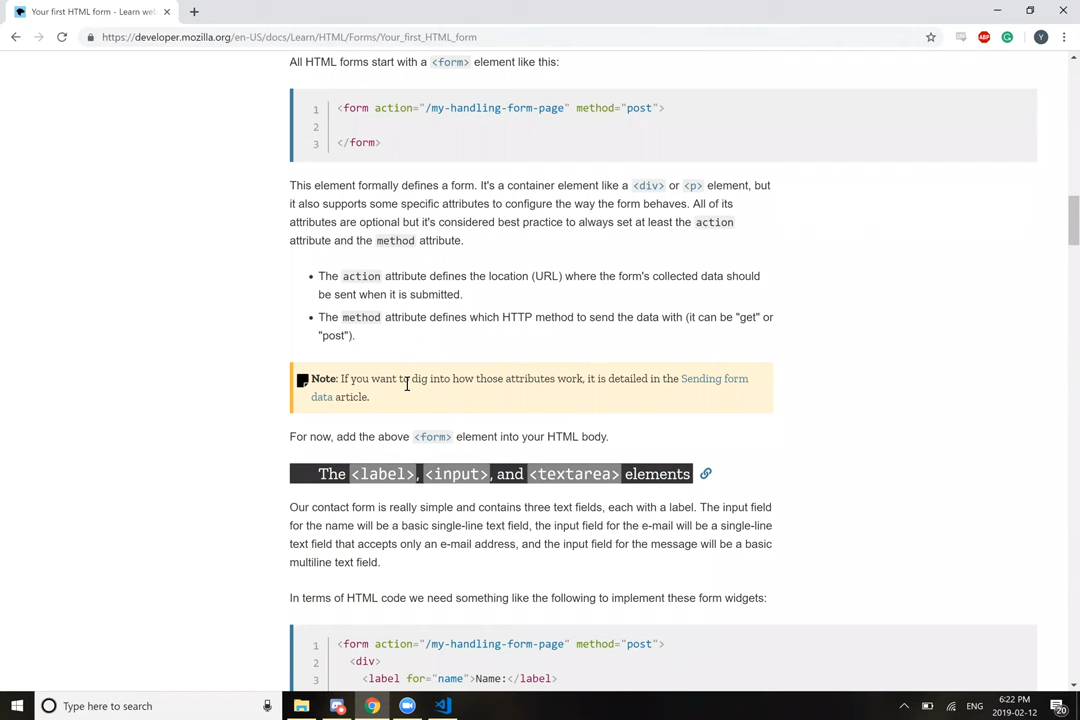 Your first HTML form - Learn we
https://developer.mozilla.org/en-US/docs/Learn/HTML/Forms/Your_first_HTML_form
ABP
Y
All HTML forms start with a <form> element like this:
1 <form action="/my-handling-form-page" method="post">
2
3 </form>
This element formally defines a form. It's a container element like a <div> or <p> element, but
it also supports some specific attributes to configure the way the form behaves. All of its
attributes are optional but it's considered best practice to always set at least the action
attribute and the method attribute.
• The action attribute defines the location (URL) where the form's collected data should
be sent when it is submitted.
• The method attribute defines which HTTP method to send the data with (it can be "get" or
"post").
Note: If you want to dig into how those attributes work, it is detailed in the Sending form
data article.
For now, add the above <form> element into your HTML body.
The <label>, <input>, and <textarea> elements
Our contact form is really simple and contains three text fields, each with a label. The input field
for the name will be a basic single-line text field, the input field for the e-mail will be a single-line
text field that accepts only an e-mail address, and the input field for the message will be a basic
multiline text field.
In terms of HTML code we need something like the following to implement these form widgets:
1 <form action="/my-handling-form-page" method="post">
2 <div>
3 <label for="name">Name:</label>
Type here to search
ENG
6:22 PM
2019-02-12
20